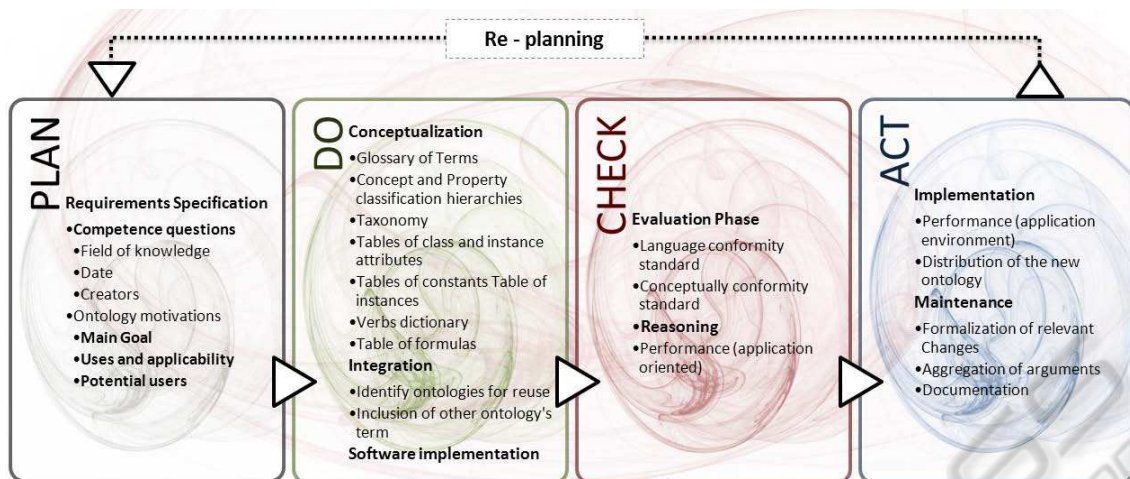 Re - planning
PLAN
Requirements Specification
•Competence questions
•Field of knowledge
•Date
•Creators
•Ontology motivations
•Main Goal
•Uses and applicability
•Potential users
DO
Conceptualization
•Glossary of Terms
•Concept and Property
classification hierarchies
•Taxonomy
•Tables of class and instance
attributes
•Tables of constants Table of
instances
•Verbs dictionary
•Table of formulas
Integration
•Identify ontologies for reuse
•Inclusion of other ontology's
term
Software implementation
CHECK
Evaluation Phase
•Language conformity
standard
•Conceptually conformity
standard
•Reasoning
•Performance (application
oriented)
ACT
Implementation
•Performance (application
environment)
•Distribution of the new
ontology
Maintenance
•Formalization of relevant
Changes
•Aggregation of arguments
•Documentation